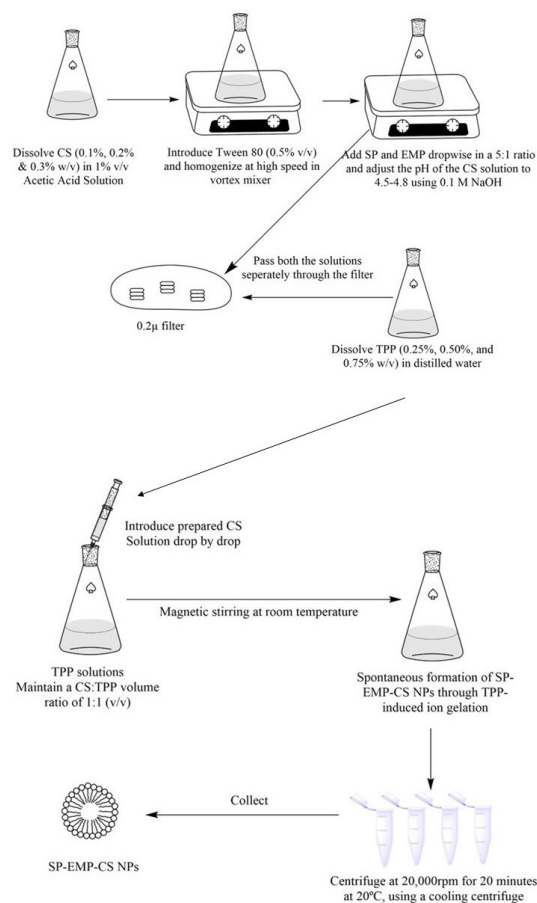 Dissolve CS (0.1%, 0.2%
& 0.3% w/v) in 1% v/v
Acetic Acid Solution
Introduce Tween 80 (0.5% v/v)
and homogenize at high speed in
vortex mixer
Add SP and EMP dropwise in a 5:1 ratio
and adjust the pH of the CS solution to
4.5-4.8 using 0.1 M NaOH
Pass both the solutions
seperately through the filter
0.2μ filter
Dissolve TPP (0.25%, 0.50%, and
0.75% w/v) in distilled water
Introduce prepared CS
Solution drop by drop
TPP solutions
Maintain a CS:TPP volume
ratio of 1:1 (v/v)
Magnetic stirring at room temperature
Spontaneous formation of SP-
EMP-CS NPs through TPP-
induced ion gelation
Collect
SP-EMP-CS NPs
Centrifuge at 20,000rpm for 20 minutes
at 20ºC, using a cooling centrifuge